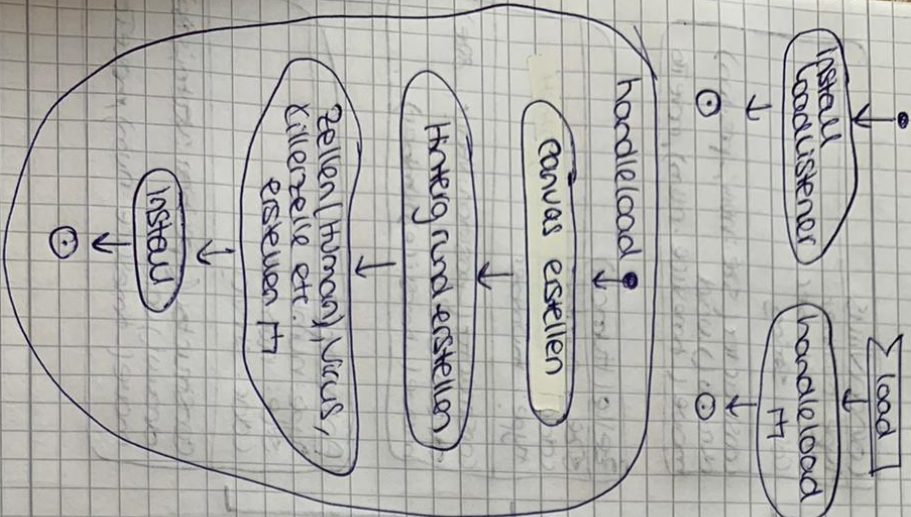 Install
loadListener
load
handleload
handleload
canvas erstellen
Hintergrund erstellen
Zellen (Human), Virus,
Killerzelle etc.
erstellen
Install